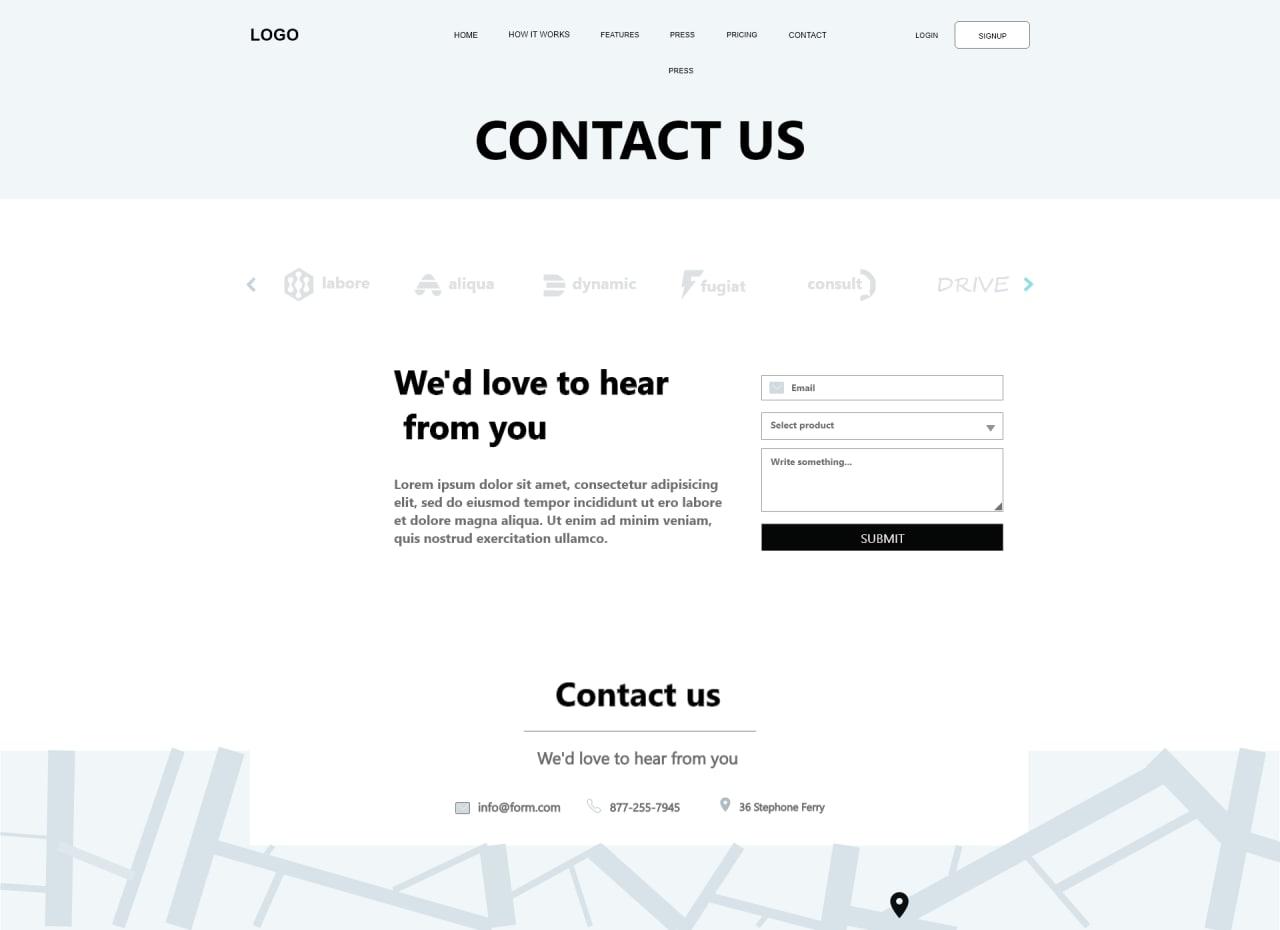 LOGO
HOME HOW IT WORKS FEATURES PRESS PRICING CONTACT LOGIN SIGNUP
PRESS
CONTACT US
labore aliqua dynamic fugiat consult DRIVE
We'd love to hear
from you
Lorem ipsum dolor sit amet, consectetur adipisicing
elit, sed do eiusmod tempor incididunt ut ero labore
et dolore magna aliqua. Ut enim ad minim veniam,
quis nostrud exercitation ullamco.
Email
Select product
Write something...
SUBMIT
Contact us
We'd love to hear from you
info@form.com 877-255-7945 36 Stephone Ferry